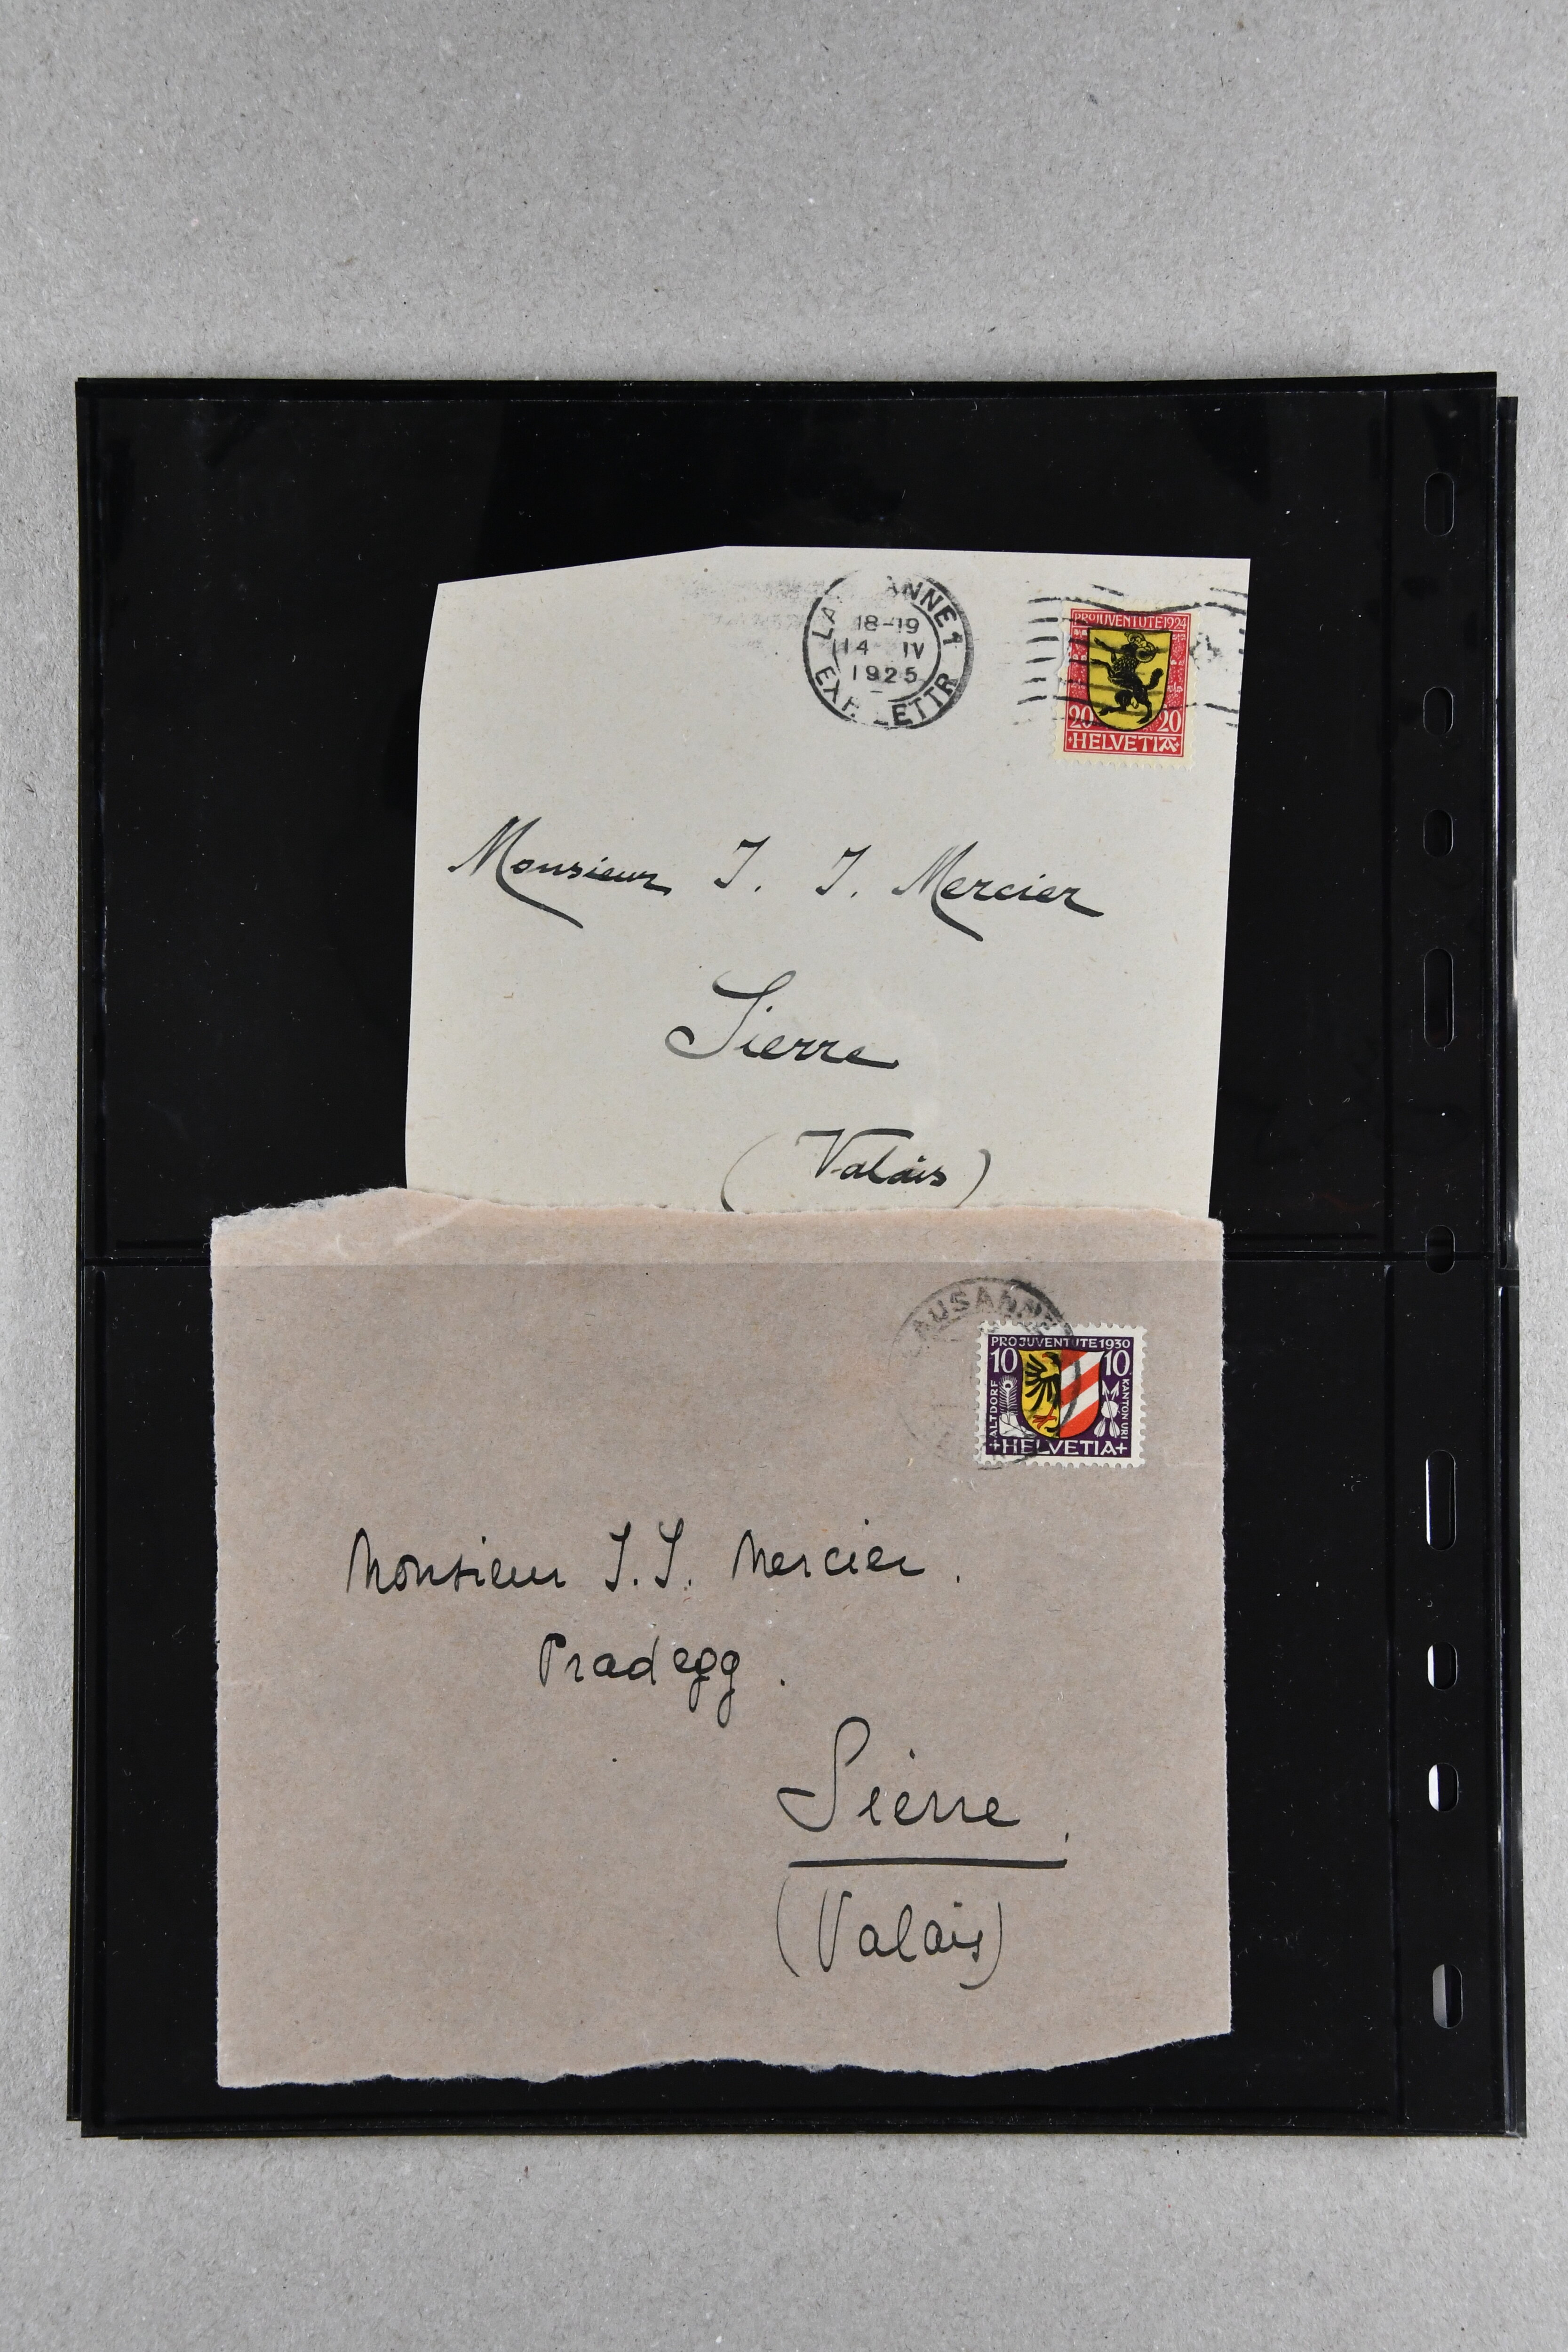 LAUSANNE 1
18-19
14 IV
1925
EXP. LETTR
PRO JUVENTUTE 1924
20 20
+HELVETIA+
Monsieur J. J. Mercier
Sierre
(Valais)
LAUSANNE
PRO JUVENTUTE 1930
10 10
ALTDORF
KANTON URI
+HELVETIA+
Monsieur J. J. Mercier.
Pradegg.
Sierre.
(Valais)